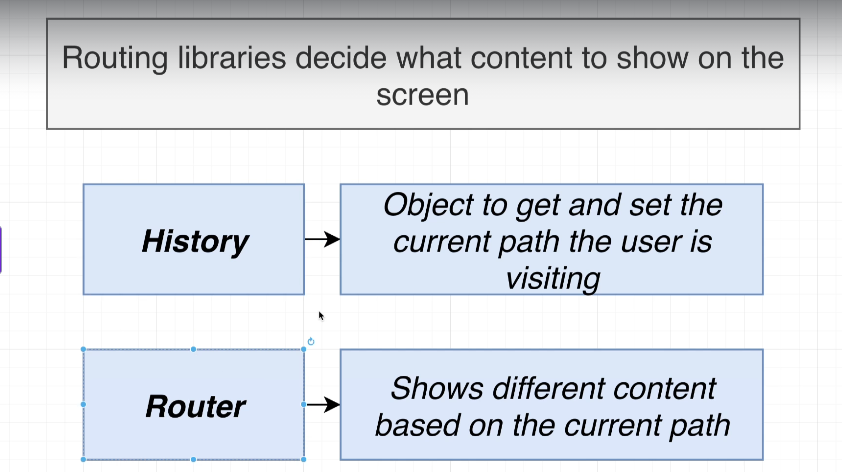 Routing libraries decide what content to show on the
screen
History
Object to get and set the
current path the user is
visiting
Router
Shows different content
based on the current path